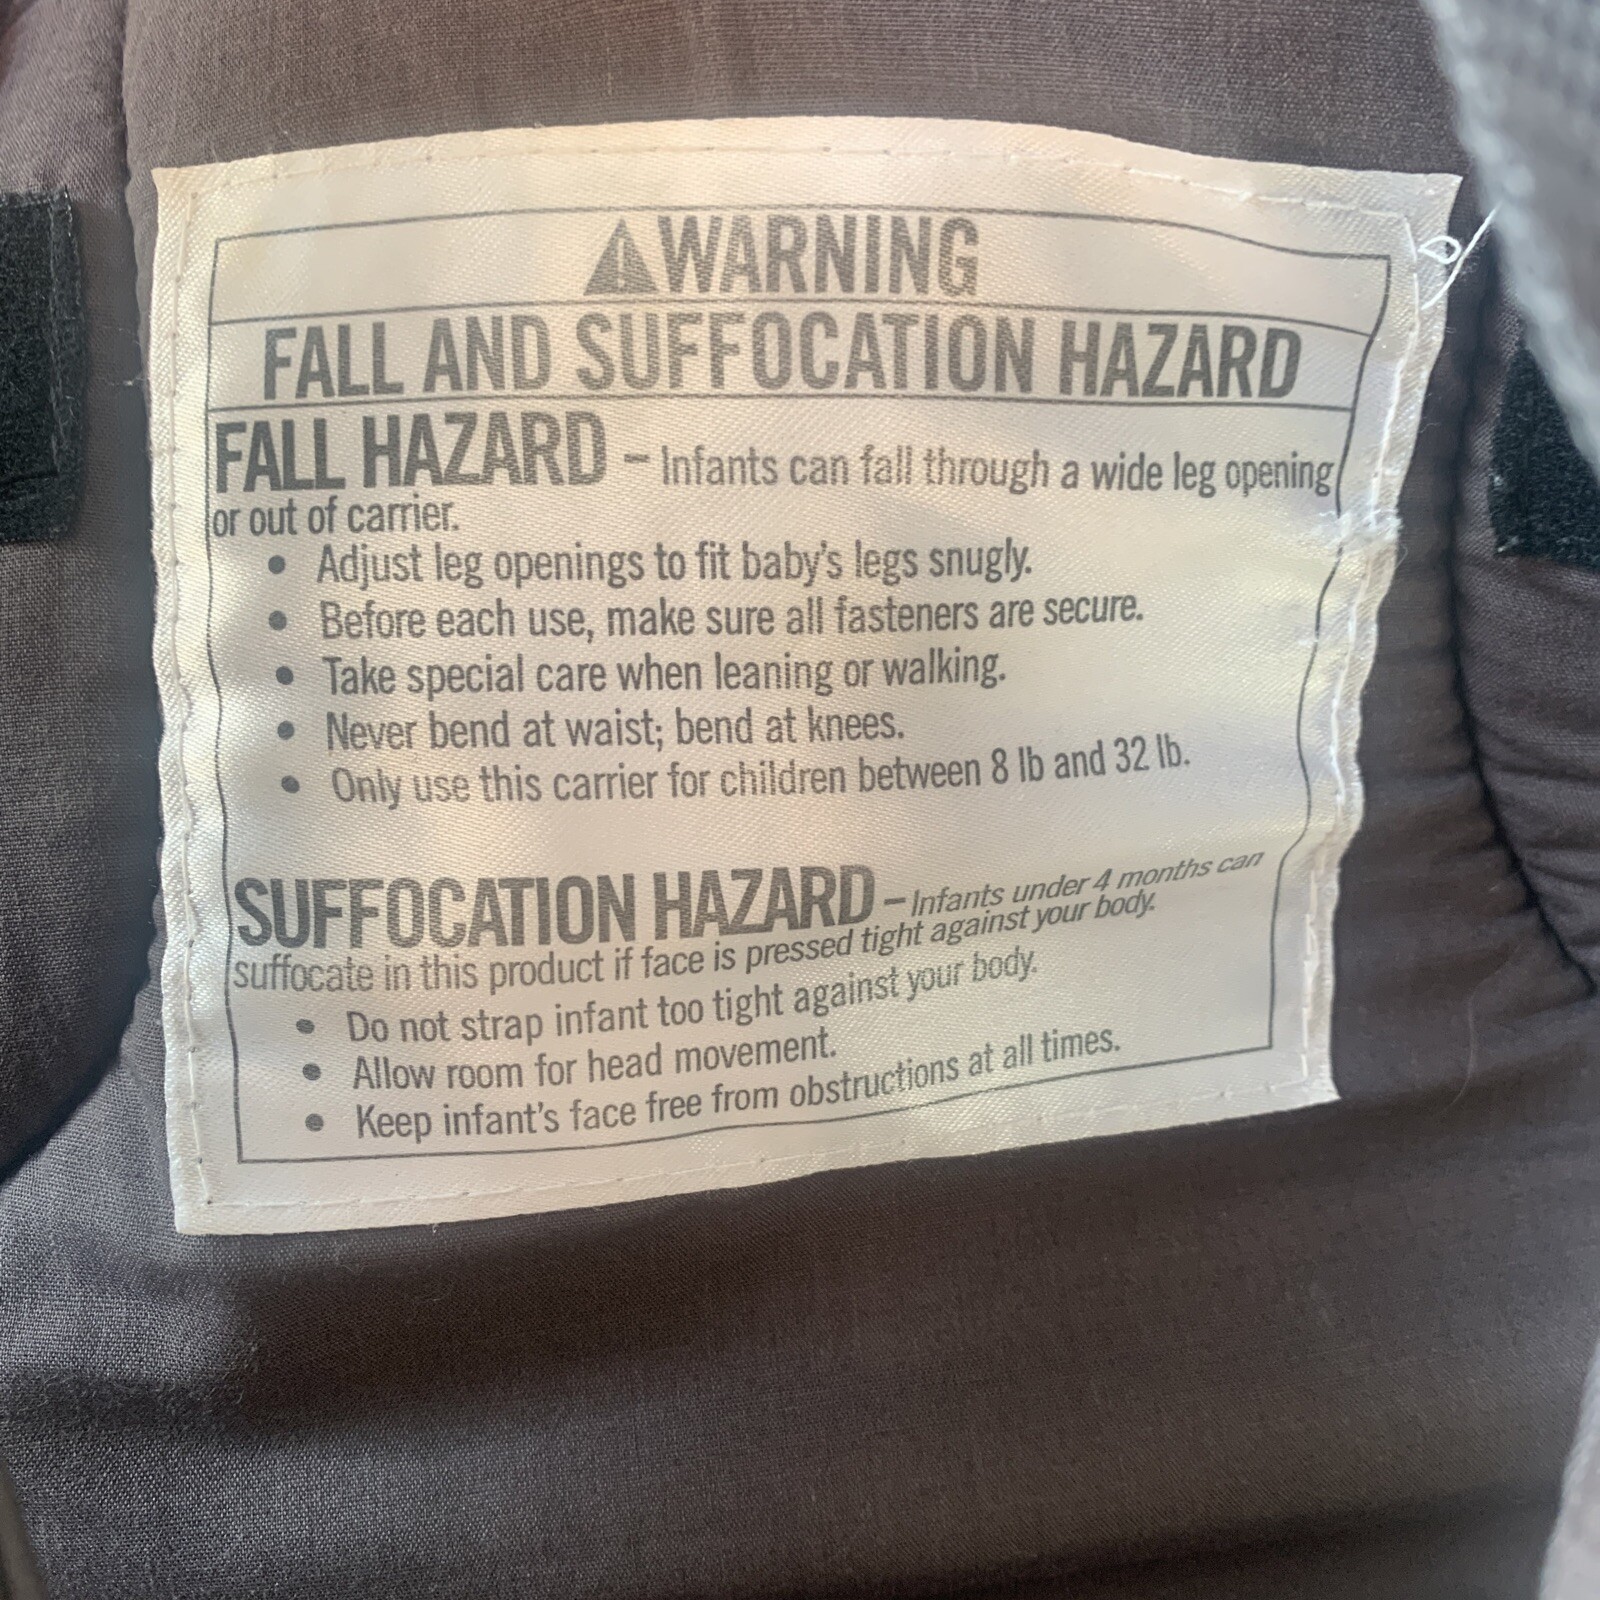 ⚠WARNING
FALL AND SUFFOCATION HAZARD
FALL HAZARD – Infants can fall through a wide leg opening
or out of carrier.
• Adjust leg openings to fit baby's legs snugly.
• Before each use, make sure all fasteners are secure.
• Take special care when leaning or walking.
• Never bend at waist; bend at knees.
• Only use this carrier for children between 8 lb and 32 lb.
SUFFOCATION HAZARD – Infants under 4 months can
suffocate in this product if face is pressed tight against your body.
• Do not strap infant too tight against your body.
• Allow room for head movement.
• Keep infant's face free from obstructions at all times.